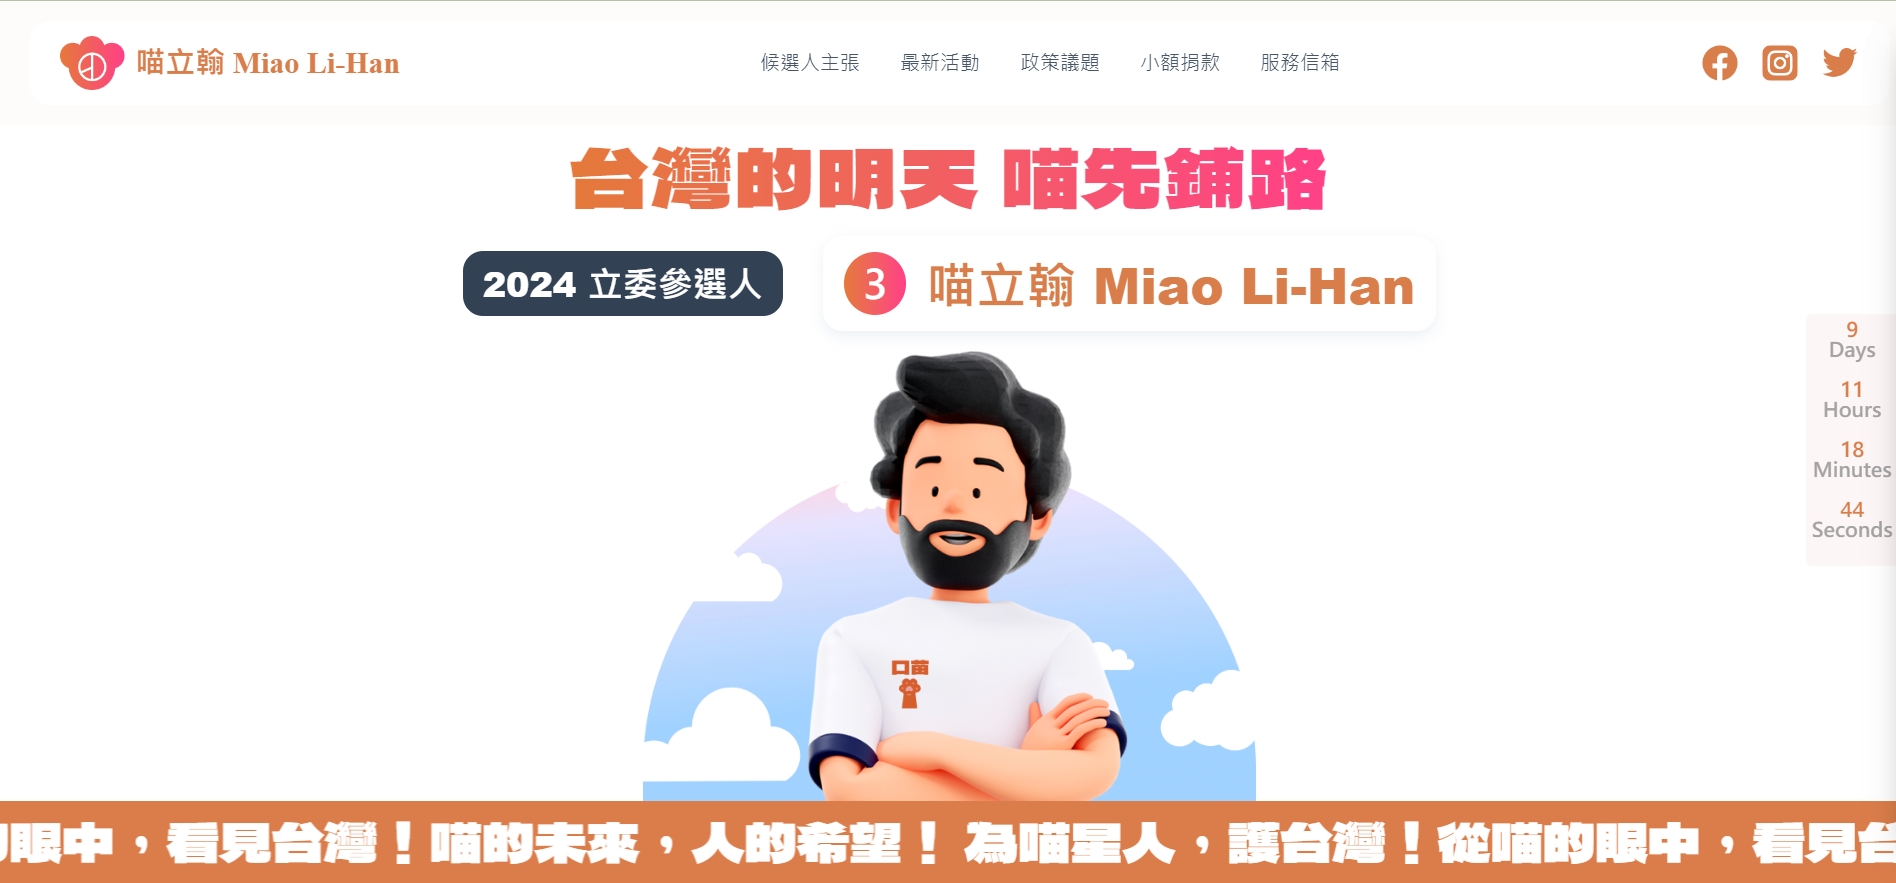 喵立翰 Miao Li-Han
候選人主張 最新活動 政策議題 小額捐款 服務信箱
台灣的明天 喵先鋪路
2024 立委參選人
3 喵立翰 Miao Li-Han
9
Days
11
Hours
18
Minutes
44
Seconds
口苗
眼中，看見台灣！喵的未來，人的希望！為喵星人，護台灣！從喵的眼中，看見台